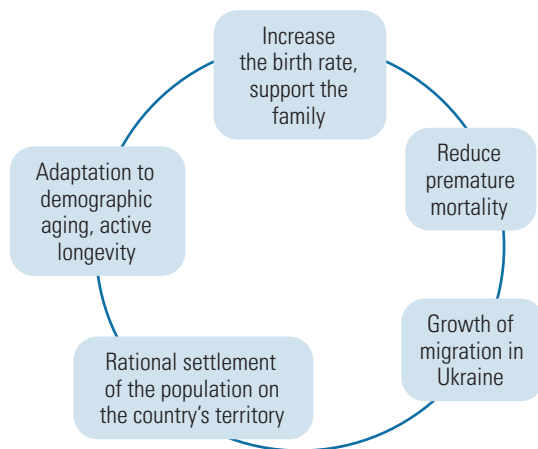 Increase
the birth rate,
support the
family
Reduce
premature
mortality
Growth of
migration in
Ukraine
Rational settlement
of the population on
the country's territory
Adaptation to
demographic
aging, active
longevity